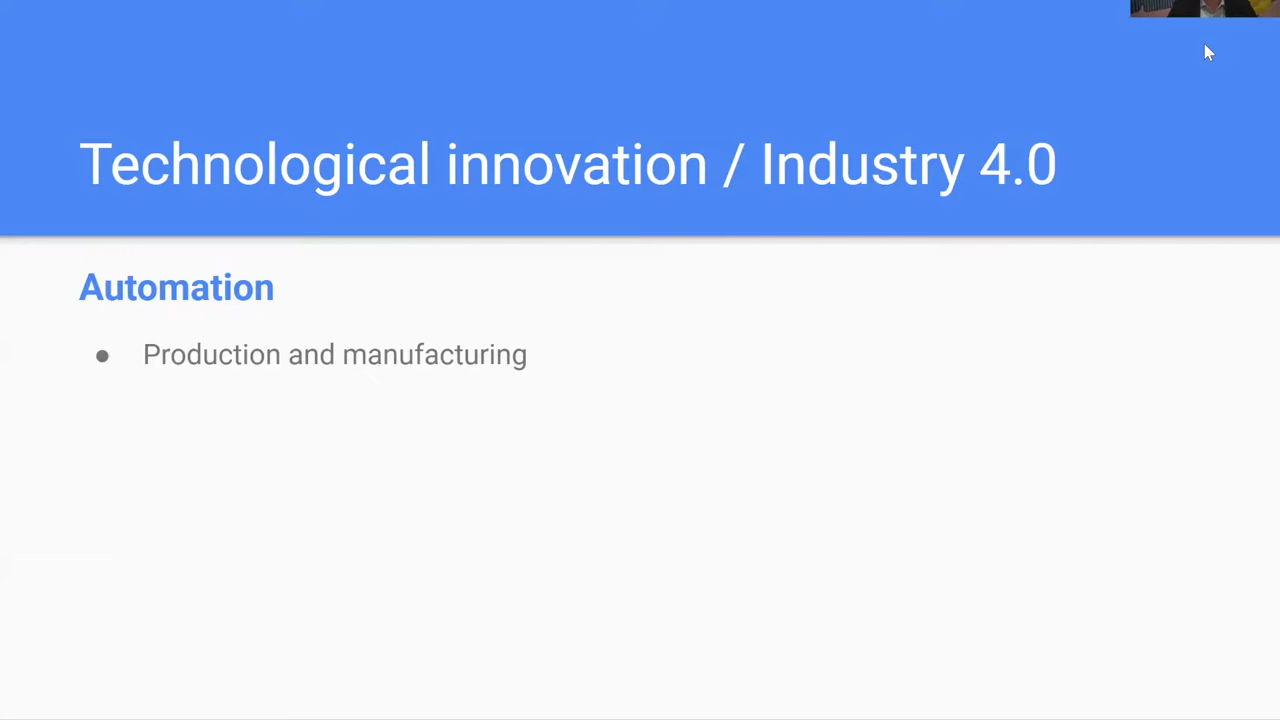 Technological innovation / Industry 4.0
Automation
● Production and manufacturing